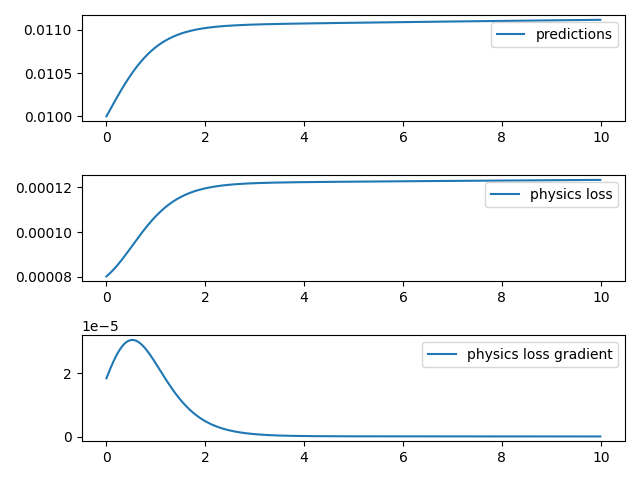 0.0110
0.0105
0.0100
predictions
0 2 4 6 8 10
0.00012
0.00010
0.00008
physics loss
0 2 4 6 8 10
1e−5
2
0
physics loss gradient
0 2 4 6 8 10